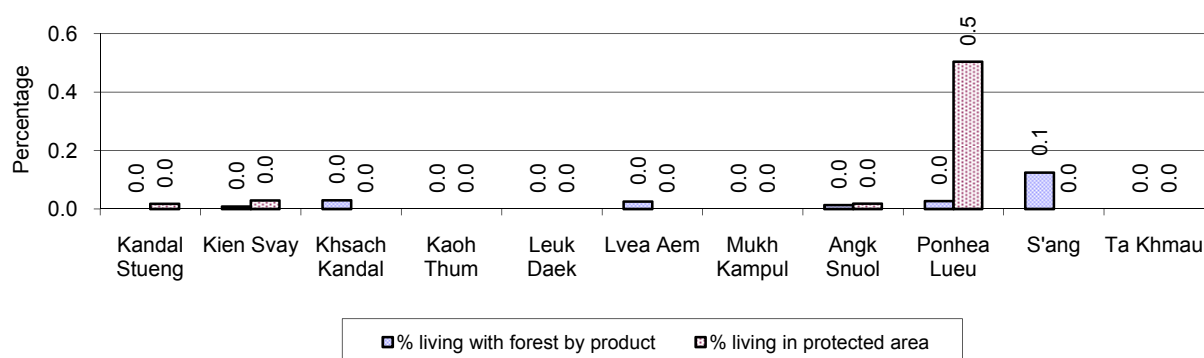 Percentage
0.6
0.4
0.2
0.0
0.0 0.0
0.0 0.0
0.0 0.0
0.0 0.0
0.0 0.0
0.0 0.0
0.0 0.0
0.0 0.0
0.0 0.5
0.1 0.0
0.0 0.0
Kandal Stueng
Kien Svay
Khsach Kandal
Kaoh Thum
Leuk Daek
Lvea Aem
Mukh Kampul
Angk Snuol
Ponhea Lueu
S'ang
Ta Khmau
% living with forest by product
% living in protected area